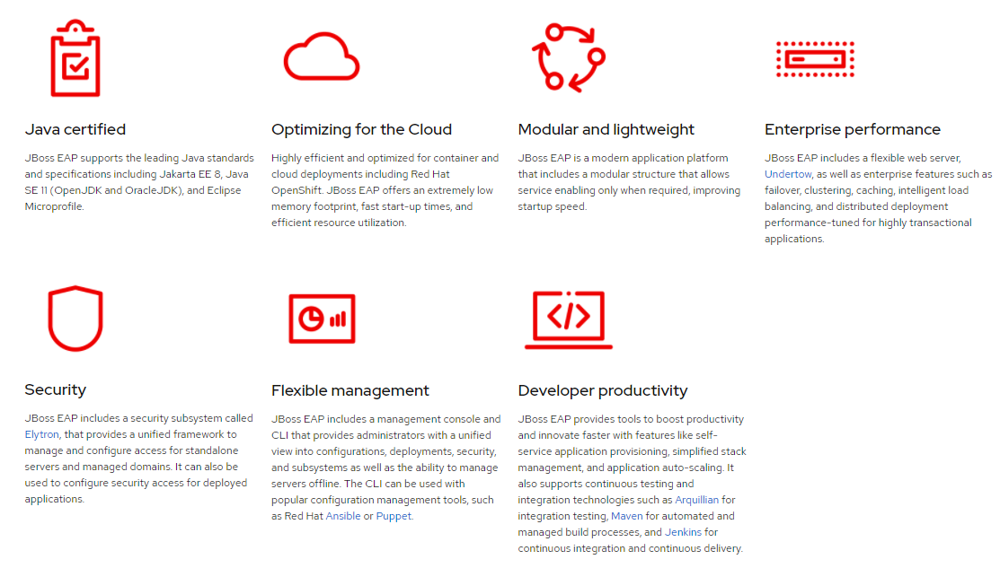 Java certified
JBoss EAP supports the leading Java standards
and specifications including Jakarta EE 8, Java
SE 11 (OpenJDK and OracleJDK), and Eclipse
Microprofile.
Optimizing for the Cloud
Highly efficient and optimized for container and
cloud deployments including Red Hat
OpenShift. JBoss EAP offers an extremely low
memory footprint, fast start-up times, and
efficient resource utilization.
Modular and lightweight
JBoss EAP is a modern application platform
that includes a modular structure that allows
service enabling only when required, improving
startup speed.
Enterprise performance
JBoss EAP includes a flexible web server,
Undertow, as well as enterprise features such as
failover, clustering, caching, intelligent load
balancing, and distributed deployment
performance-tuned for highly transactional
applications.
Security
JBoss EAP includes a security subsystem called
Elytron, that provides a unified framework to
manage and configure access for standalone
servers and managed domains. It can also be
used to configure security access for deployed
applications.
Flexible management
JBoss EAP includes a management console and
CLI that provides administrators with a unified
view into configurations, deployments, security,
and subsystems as well as the ability to manage
servers offline. The CLI can be used with
popular configuration management tools, such
as Red Hat Ansible or Puppet.
Developer productivity
JBoss EAP provides tools to boost productivity
and innovate faster with features like self-
service application provisioning, simplified stack
management, and application auto-scaling. It
also supports continuous testing and
integration technologies such as Arquillian for
integration testing, Maven for automated and
managed build processes, and Jenkins for
continuous integration and continuous delivery.